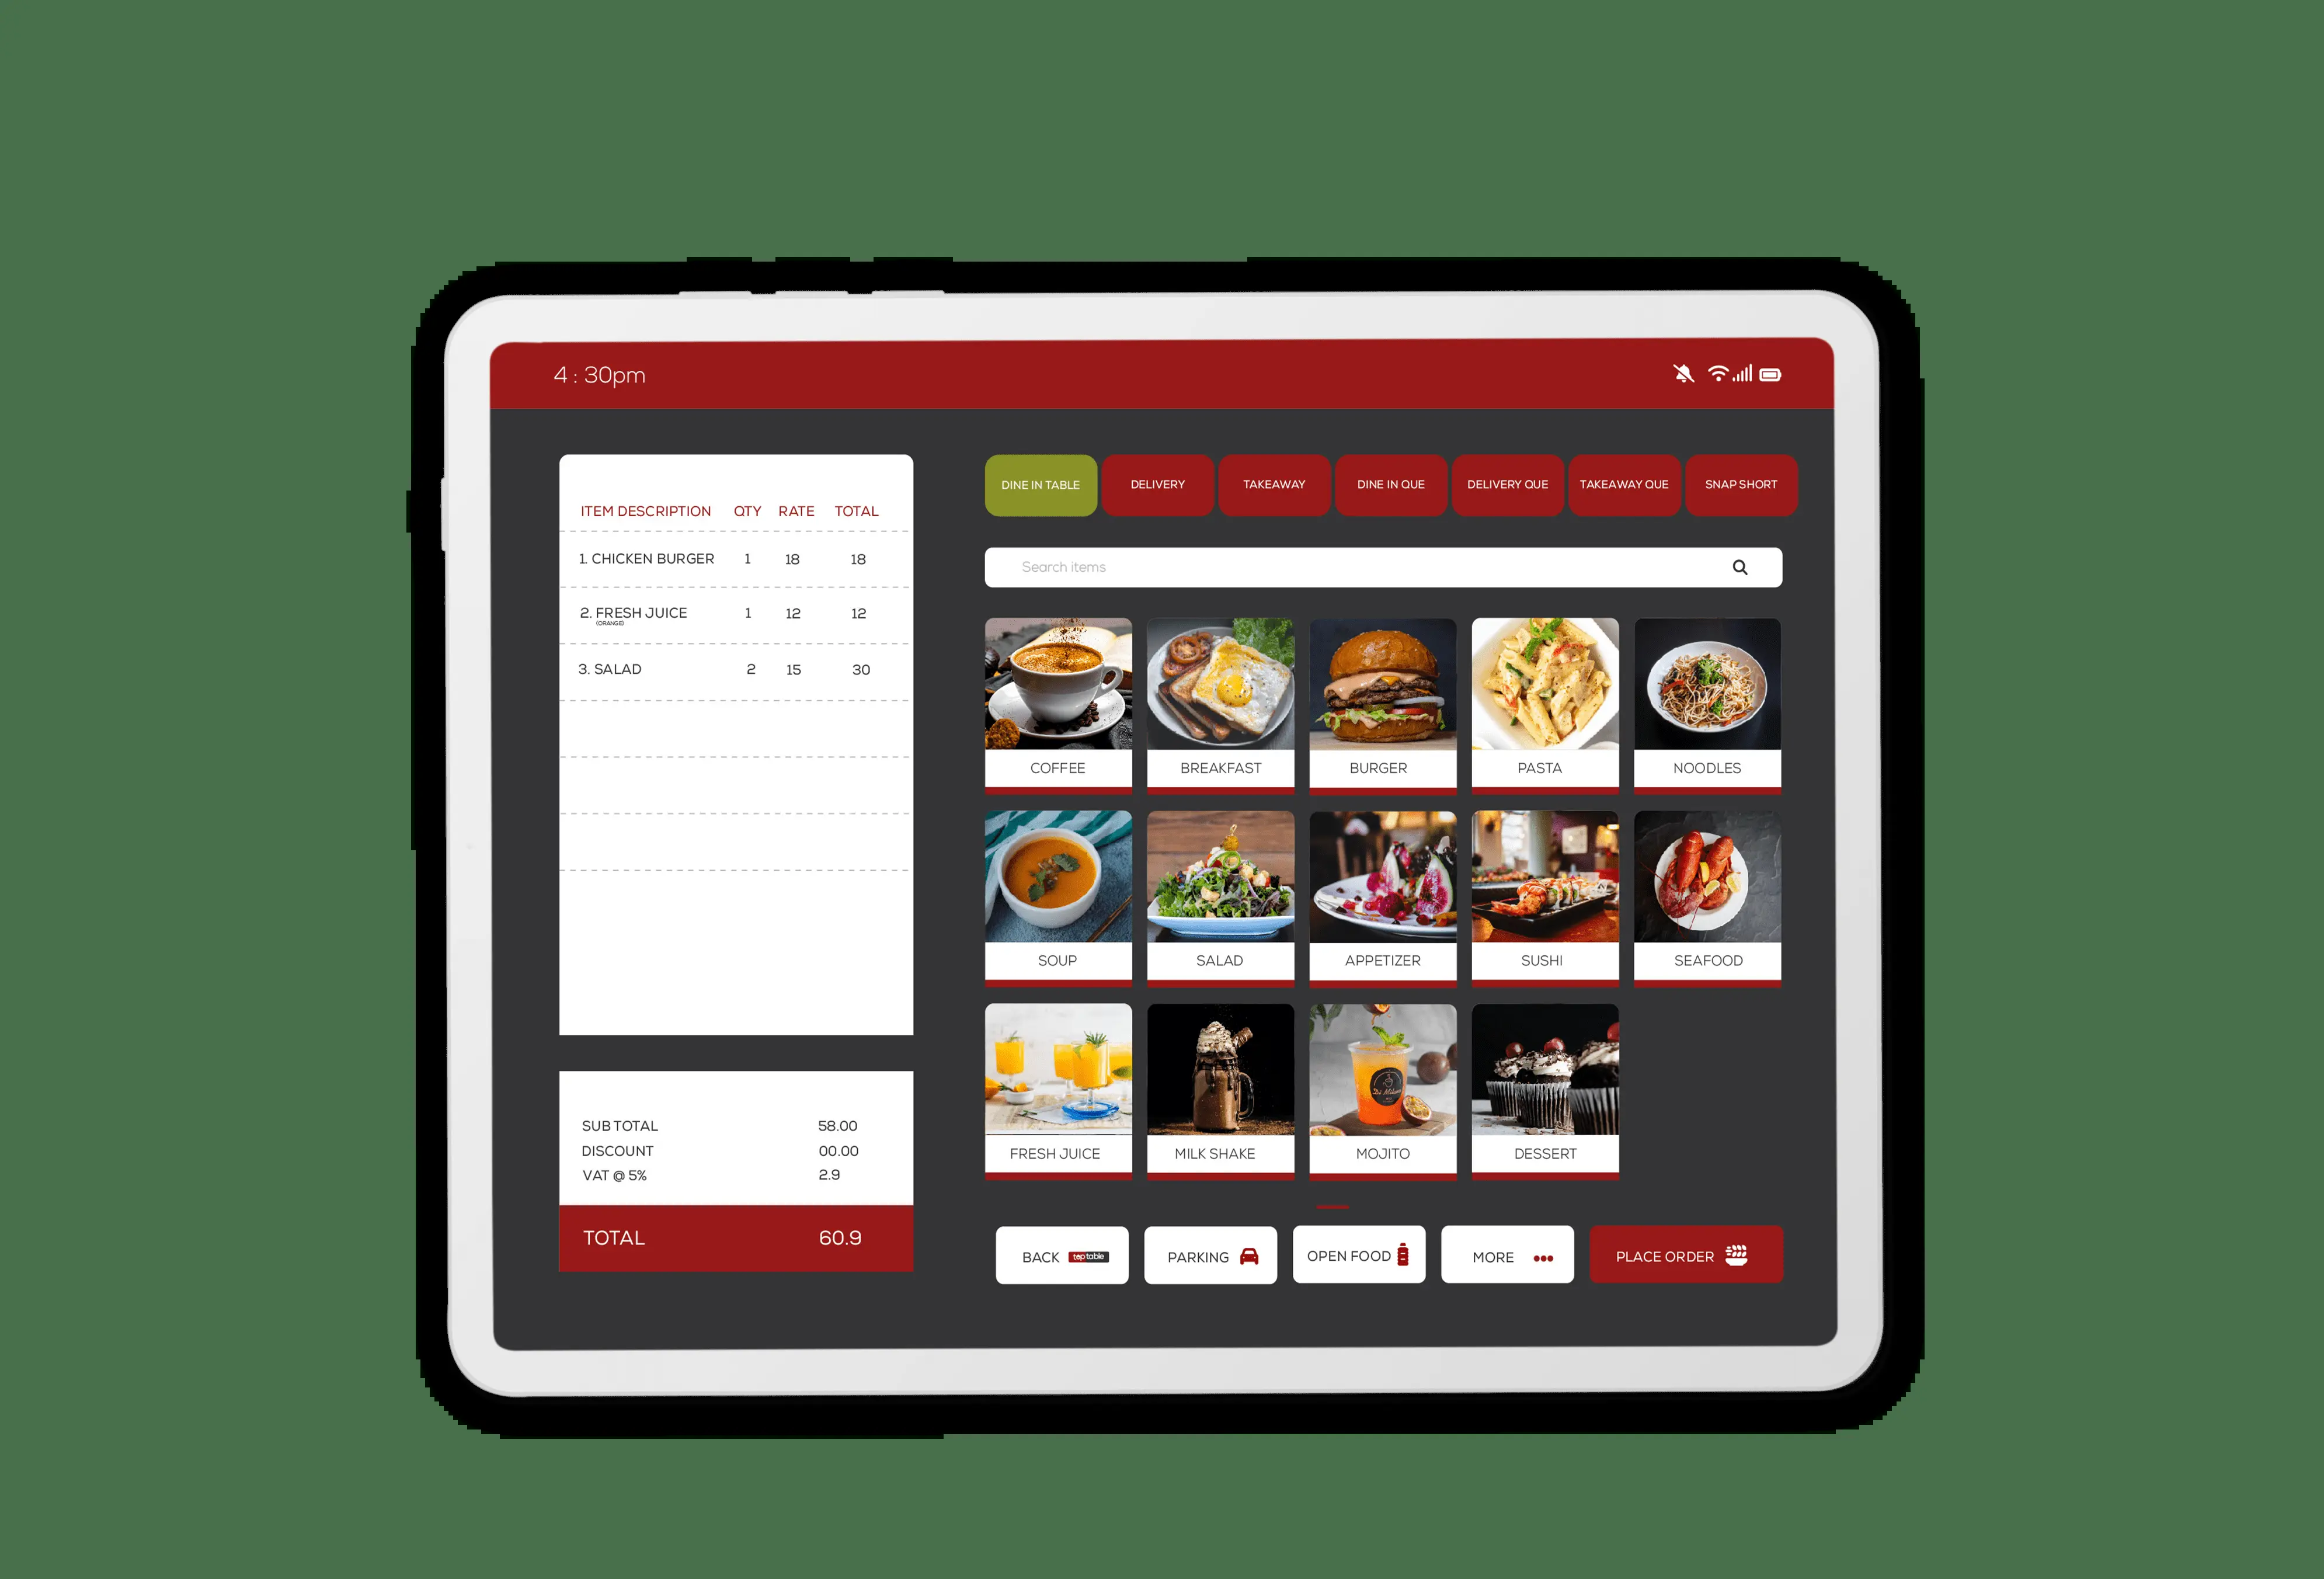 4 : 30pm
ITEM DESCRIPTION QTY RATE TOTAL
1. CHICKEN BURGER 1 18 18
2. FRESH JUICE 1 12 12
(ORANGE)
3. SALAD 2 15 30
SUB TOTAL 58.00
DISCOUNT 00.00
VAT @ 5% 2.9
TOTAL 60.9
DINE IN TABLE DELIVERY TAKEAWAY DINE IN QUE DELIVERY QUE TAKEAWAY QUE SNAP SHORT
Search items
COFFEE BREAKFAST BURGER PASTA NOODLES
SOUP SALAD APPETIZER SUSHI SEAFOOD
FRESH JUICE MILK SHAKE MOJITO DESSERT
BACK toptable PARKING OPEN FOOD MORE PLACE ORDER